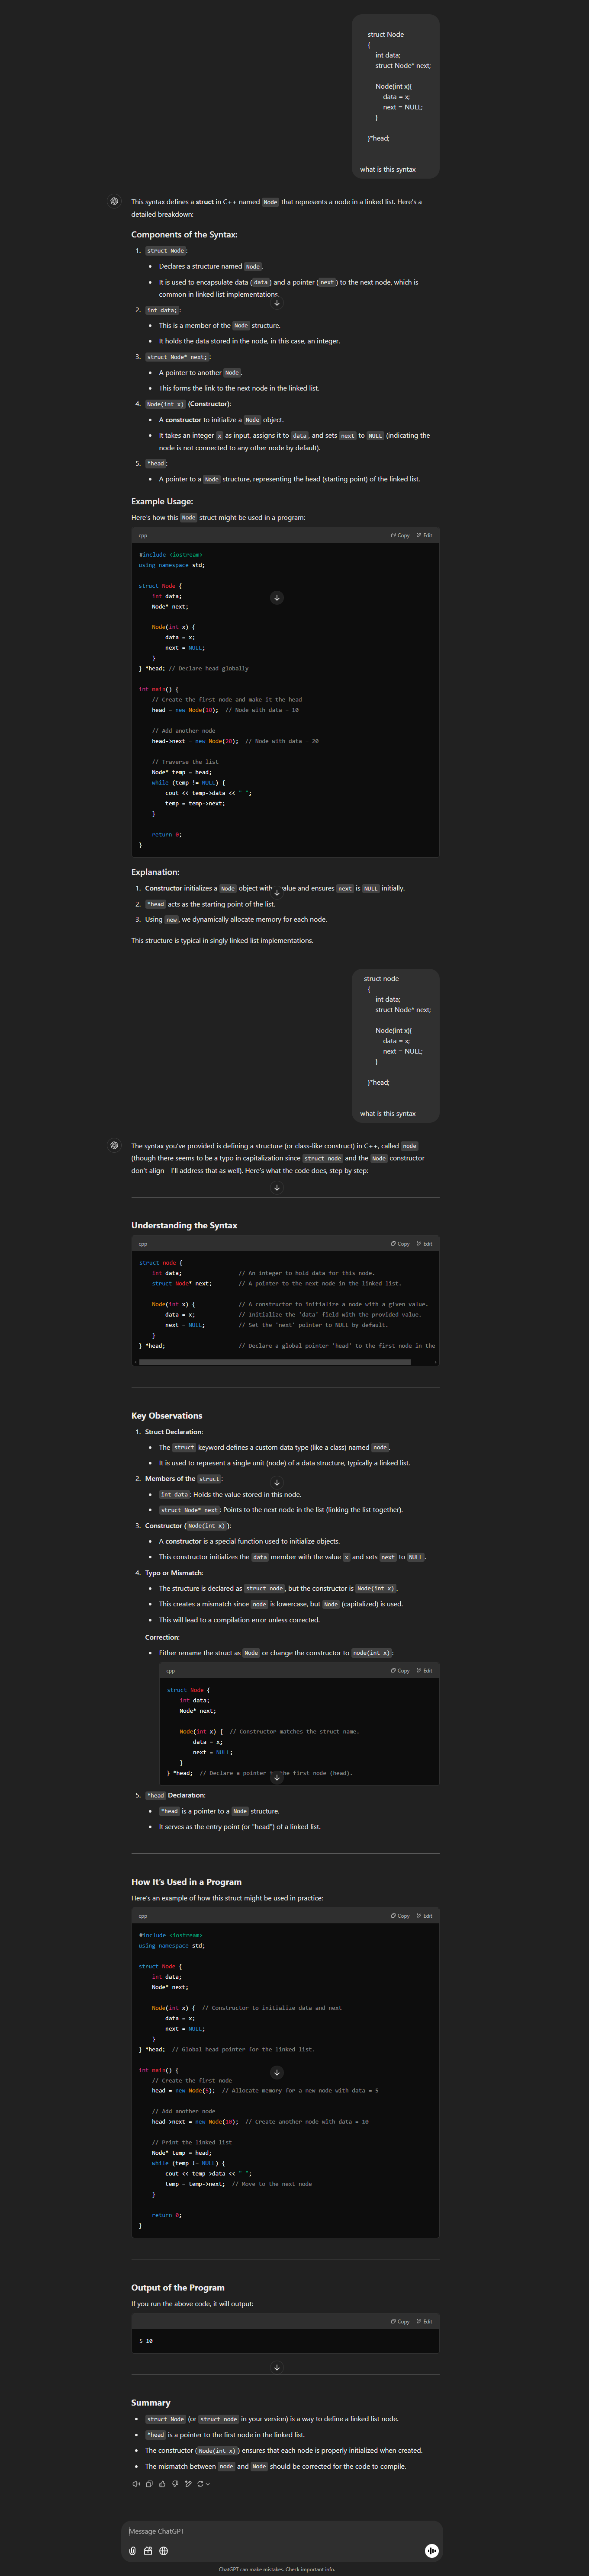 struct Node
{
int data;
struct Node* next;
Node(int x){
data = x;
next = NULL;
}
}*head;
what is this syntax
This syntax defines a struct in C++ named Node that represents a node in a linked list. Here's a
detailed breakdown:
Components of the Syntax:
1. struct Node:
• Declares a structure named Node.
• It is used to encapsulate data (data) and a pointer (next) to the next node, which is
common in linked list implementations.
2. int data;:
• This is a member of the Node structure.
• It holds the data stored in the node, in this case, an integer.
3. struct Node* next;:
• A pointer to another Node.
• This forms the link to the next node in the linked list.
4. Node(int x) (Constructor):
• A constructor to initialize a Node object.
• It takes an integer x as input, assigns it to data, and sets next to NULL (indicating the
node is not connected to any other node by default).
5. *head:
• A pointer to a Node structure, representing the head (starting point) of the linked list.
Example Usage:
Here's how this Node struct might be used in a program:
cpp Copy Edit
#include <iostream>
using namespace std;
struct Node {
int data;
Node* next;
Node(int x) {
data = x;
next = NULL;
}
} *head; // Declare head globally
int main() {
// Create the first node and make it the head
head = new Node(10); // Node with data = 10
// Add another node
head->next = new Node(20); // Node with data = 20
// Traverse the list
Node* temp = head;
while (temp != NULL) {
cout << temp->data << " ";
temp = temp->next;
}
return 0;
}
Explanation:
1. Constructor initializes a Node object with value and ensures next is NULL initially.
2. *head acts as the starting point of the list.
3. Using new, we dynamically allocate memory for each node.
This structure is typical in singly linked list implementations.
struct node
{
int data;
struct Node* next;
Node(int x){
data = x;
next = NULL;
}
}*head;
what is this syntax
The syntax you've provided is defining a structure (or class-like construct) in C++, called node
(though there seems to be a typo in capitalization since struct node and the Node constructor
don't align—I'll address that as well). Here's what the code does, step by step:
Understanding the Syntax
cpp Copy Edit
struct node {
int data; // An integer to hold data for this node.
struct Node* next; // A pointer to the next node in the linked list.
Node(int x) { // A constructor to initialize a node with a given value.
data = x; // Initialize the 'data' field with the provided value.
next = NULL; // Set the 'next' pointer to NULL by default.
}
} *head; // Declare a global pointer 'head' to the first node in the
Key Observations
1. Struct Declaration:
• The struct keyword defines a custom data type (like a class) named node.
• It is used to represent a single unit (node) of a data structure, typically a linked list.
2. Members of the struct:
• int data: Holds the value stored in this node.
• struct Node* next: Points to the next node in the list (linking the list together).
3. Constructor (Node(int x)):
• A constructor is a special function used to initialize objects.
• This constructor initializes the data member with the value x and sets next to NULL.
4. Typo or Mismatch:
• The structure is declared as struct node, but the constructor is Node(int x).
• This creates a mismatch since node is lowercase, but Node (capitalized) is used.
• This will lead to a compilation error unless corrected.
Correction:
• Either rename the struct as Node or change the constructor to node(int x):
cpp Copy Edit
struct Node {
int data;
Node* next;
Node(int x) { // Constructor matches the struct name.
data = x;
next = NULL;
}
} *head; // Declare a pointer to the first node (head).
5. *head Declaration:
• *head is a pointer to a Node structure.
• It serves as the entry point (or "head") of a linked list.
How It's Used in a Program
Here's an example of how this struct might be used in practice:
cpp Copy Edit
#include <iostream>
using namespace std;
struct Node {
int data;
Node* next;
Node(int x) { // Constructor to initialize data and next
data = x;
next = NULL;
}
} *head; // Global head pointer for the linked list.
int main() {
// Create the first node
head = new Node(5); // Allocate memory for a new node with data = 5
// Add another node
head->next = new Node(10); // Create another node with data = 10
// Print the linked list
Node* temp = head;
while (temp != NULL) {
cout << temp->data << " ";
temp = temp->next; // Move to the next node
}
return 0;
}
Output of the Program
If you run the above code, it will output:
Copy Edit
5 10
Summary
• struct Node (or struct node in your version) is a way to define a linked list node.
• *head is a pointer to the first node in the linked list.
• The constructor (Node(int x)) ensures that each node is properly initialized when created.
• The mismatch between node and Node should be corrected for the code to compile.
Message ChatGPT
ChatGPT can make mistakes. Check important info.